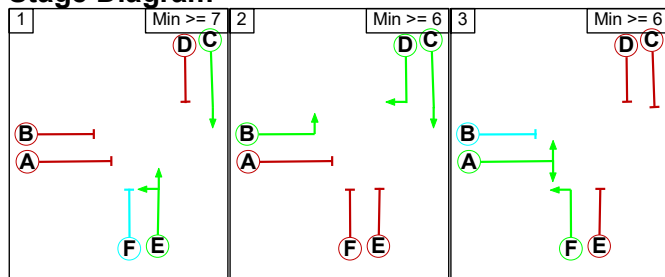 Stage Diagram
1 Min >= 7
2 Min >= 6
3 Min >= 6
D C
D C
D C
B
B
B
A
A
A
F E
F E
F E